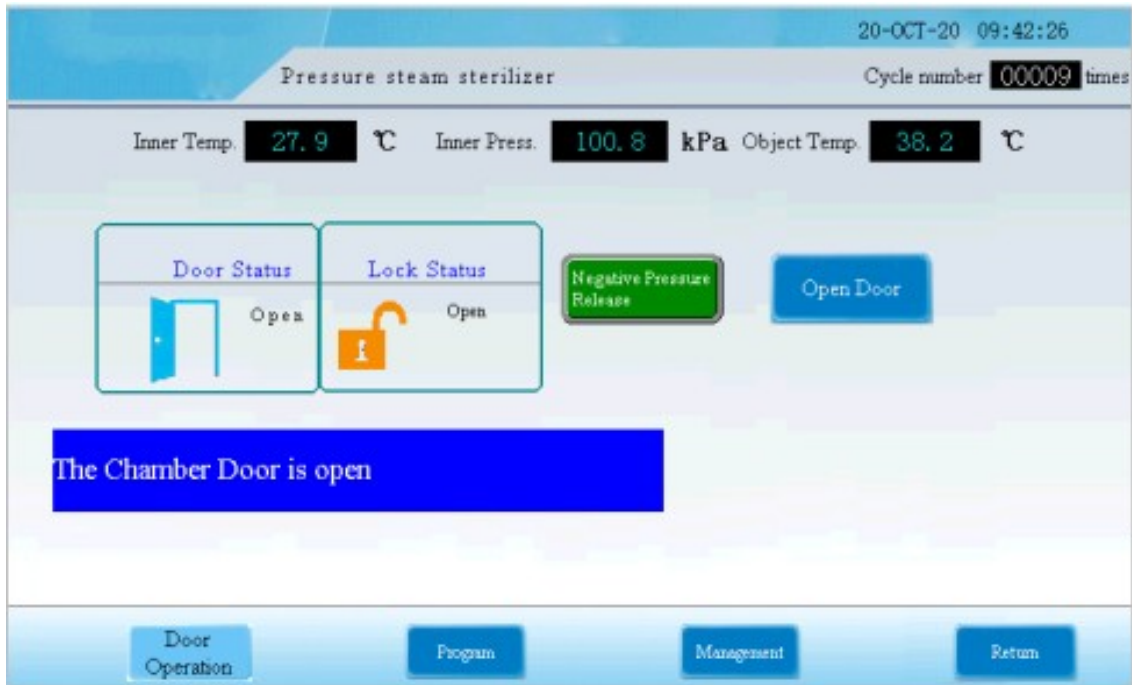 20-OCT-20 09:42:26
Pressure steam sterilizer
Cycle number 00009 times
Inner Temp. 27.9 ℃ Inner Press. 100.8 kPa Object Temp. 38.2 ℃
Door Status
Open
Lock Status
Open
Negative Pressure
Release
Open Door
The Chamber Door is open
Door
Operation
Program
Management
Return